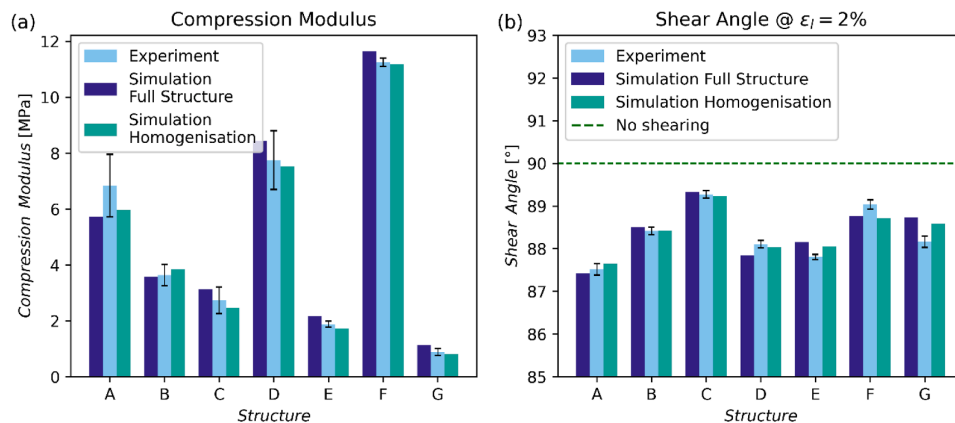 (a)
Compression Modulus
12
10
8
6
4
2
0
Compression Modulus [MPa]
Experiment
Simulation
Full Structure
Simulation
Homogenisation
A B C D E F G
Structure
(b)
Shear Angle @ εl = 2%
93
92
91
90
89
88
87
86
85
Shear Angle [°]
Experiment
Simulation Full Structure
Simulation Homogenisation
No shearing
A B C D E F G
Structure